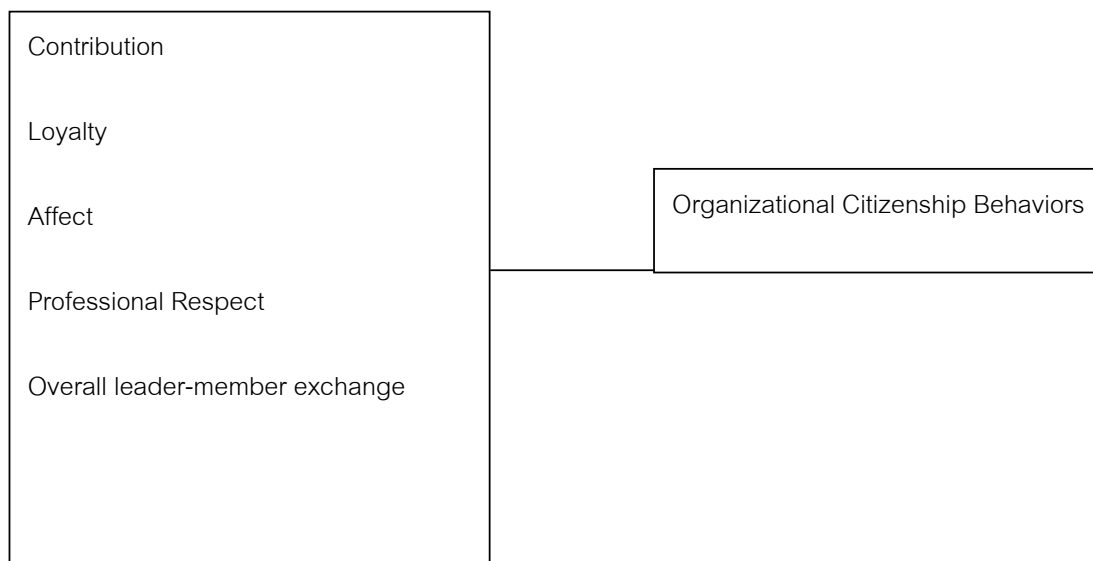 Contribution
Loyalty
Affect
Professional Respect
Overall leader-member exchange
Organizational Citizenship Behaviors